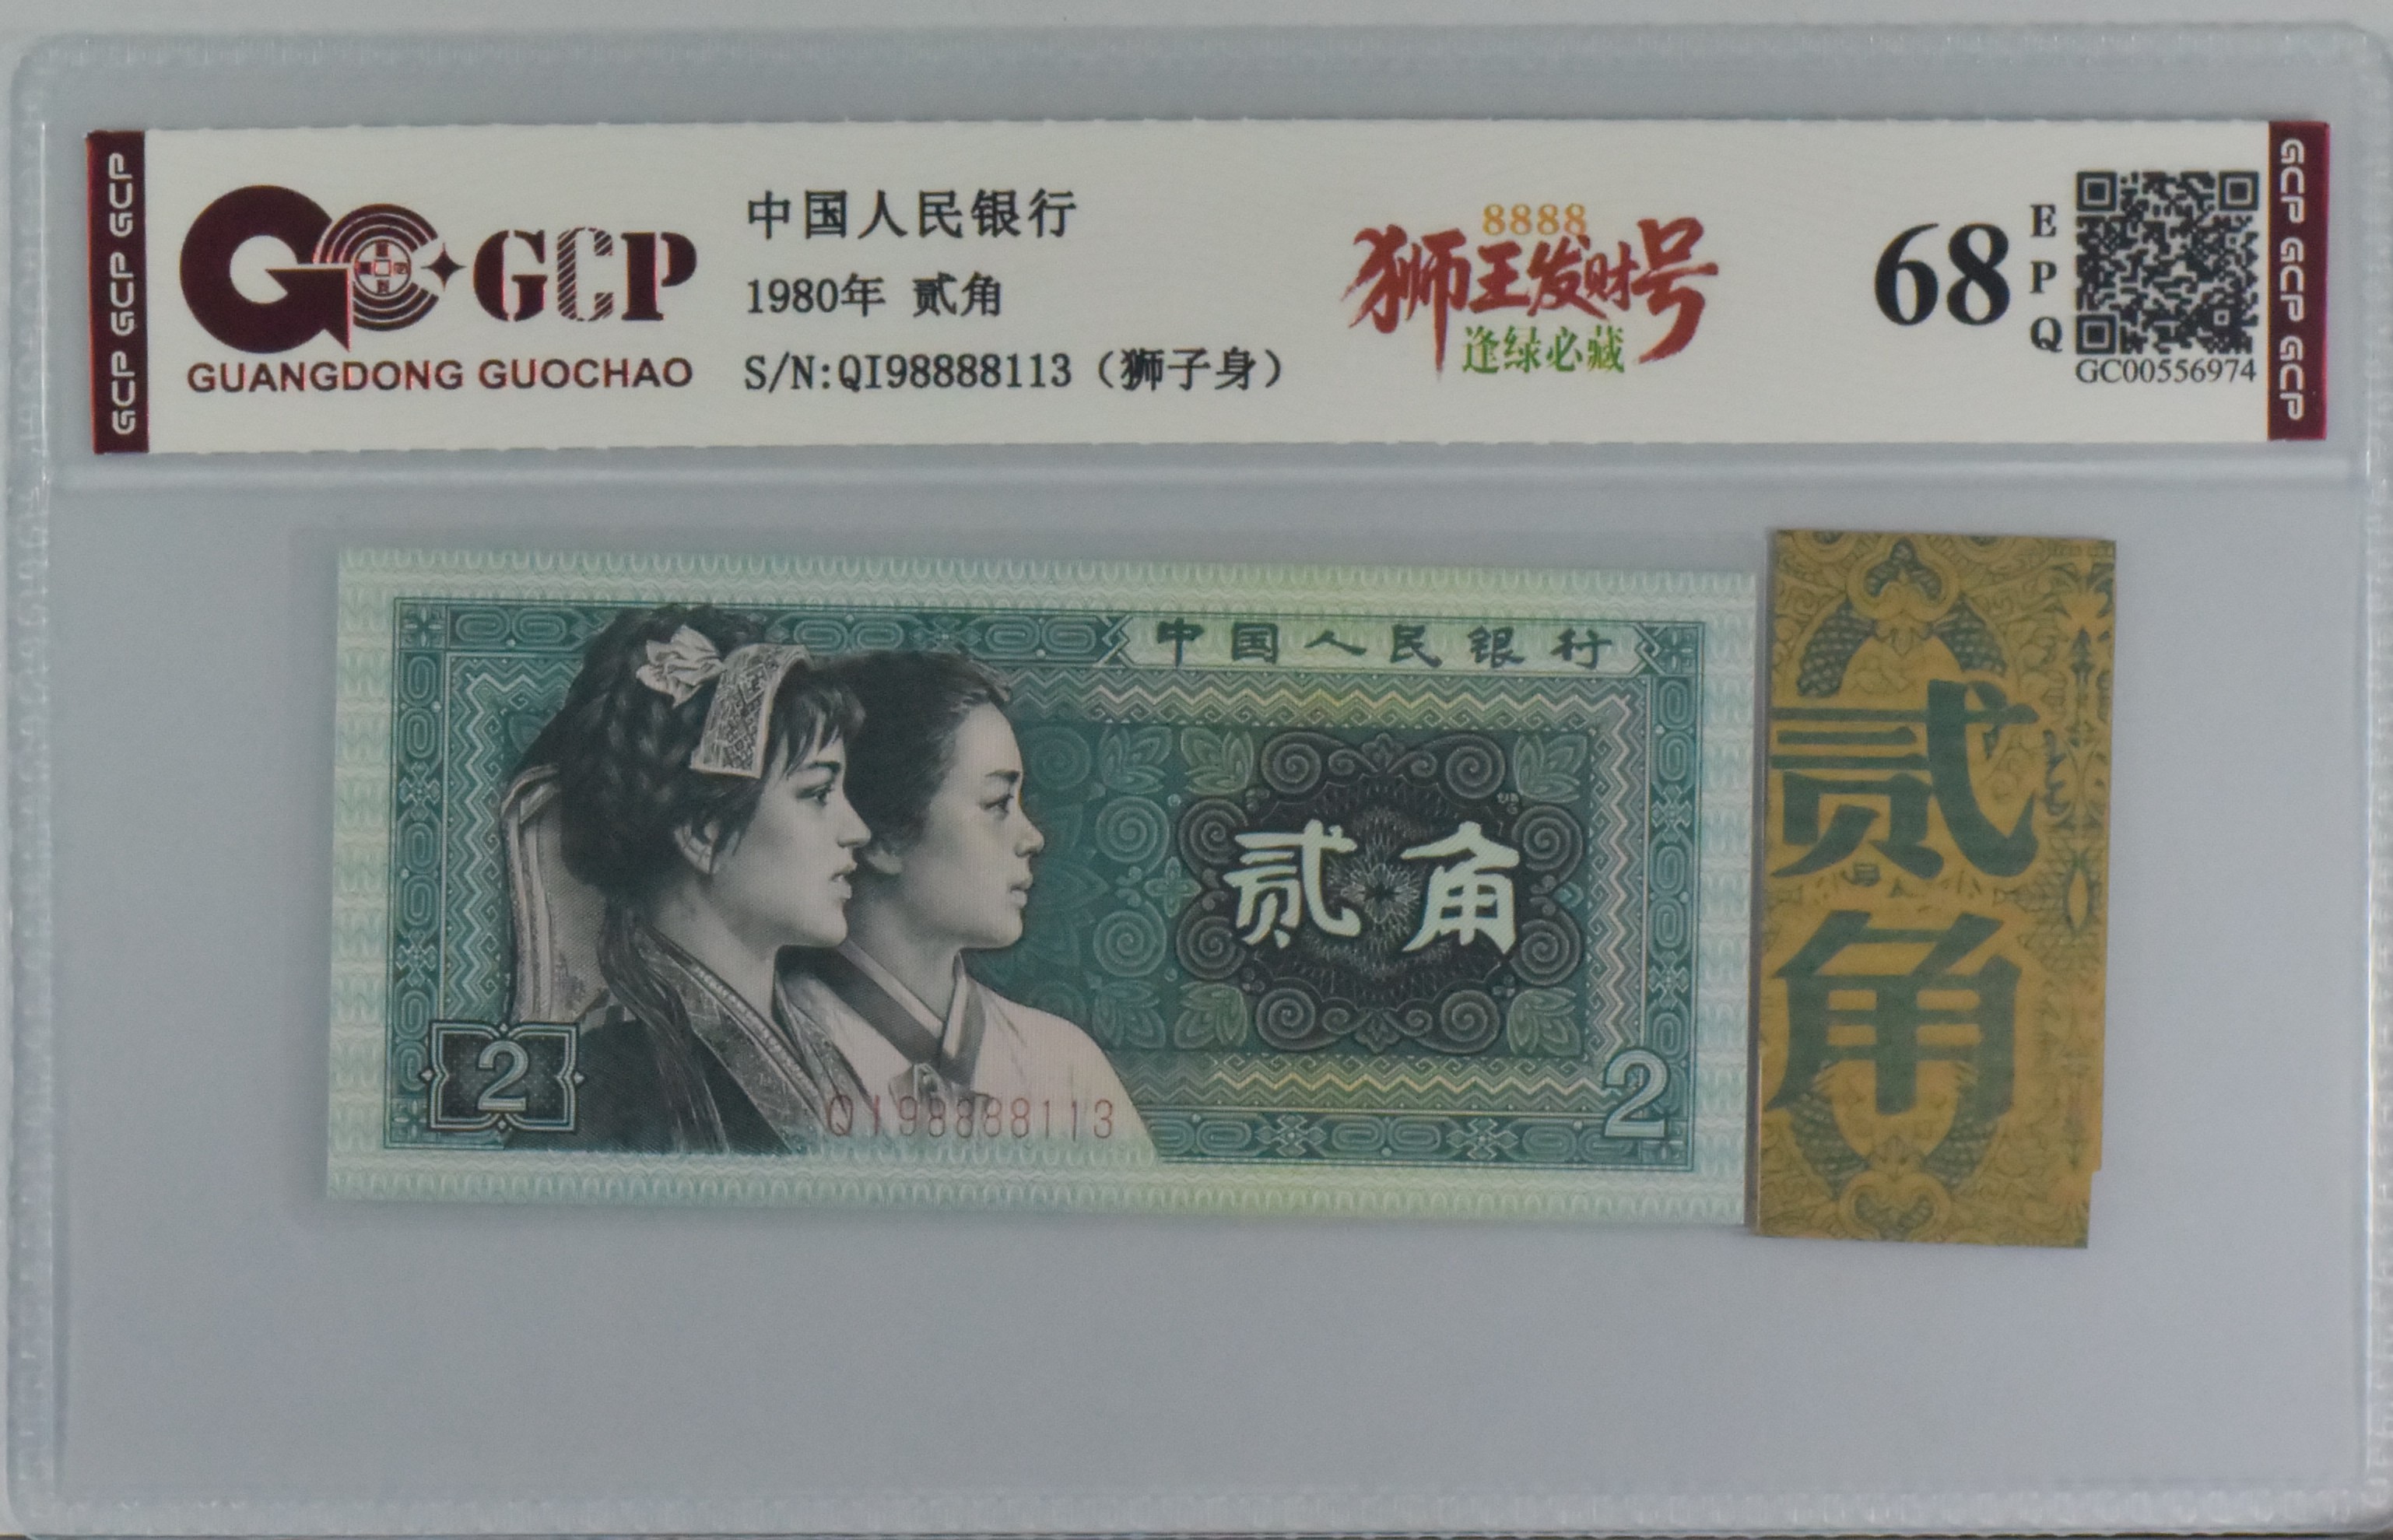 GCP GCP GCP
GCP
GUANGDONG GUOCHAO
中国人民银行
1980年 贰角
S/N:QI98888113（狮子身）
8888
狮王发财号
逢绿必藏
68
EPQ
GC00556974
GCP GCP GCP
中国人民银行
贰角
2
QI98888113
2
贰角